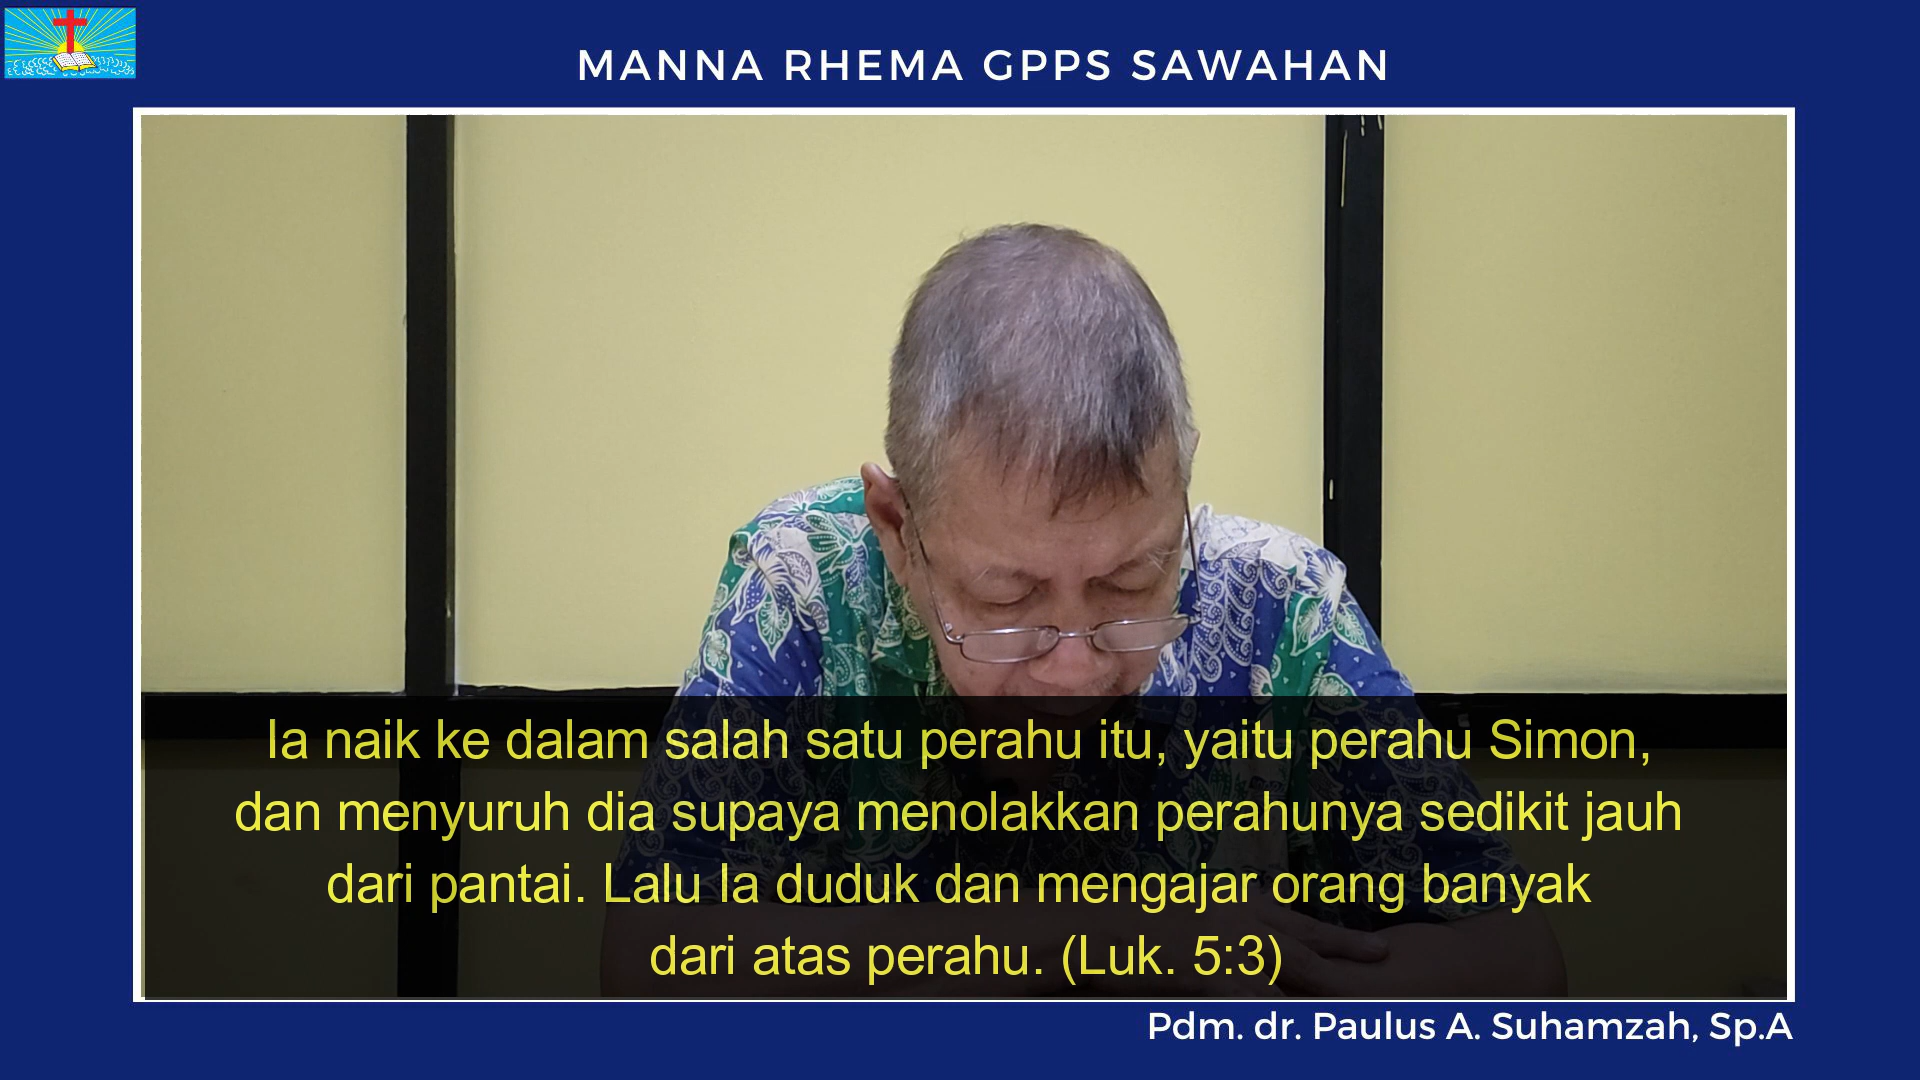 MANNA RHEMA GPPS SAWAHAN
Ia naik ke dalam salah satu perahu itu, yaitu perahu Simon,
dan menyuruh dia supaya menolakkan perahunya sedikit jauh
dari pantai. Lalu Ia duduk dan mengajar orang banyak
dari atas perahu. (Luk. 5:3)
Pdm. dr. Paulus A. Suhamzah, Sp.A